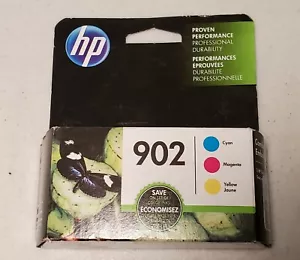 hp
PROVEN
PERFORMANCE
PROFESSIONAL
DURABILITY
PERFORMANCES
ÉPROUVÉES
DURABILITÉ
PROFESSIONNELLE
902
Cyan
Magenta
Yellow
Jaune
SAVE
ÉCONOMISEZ